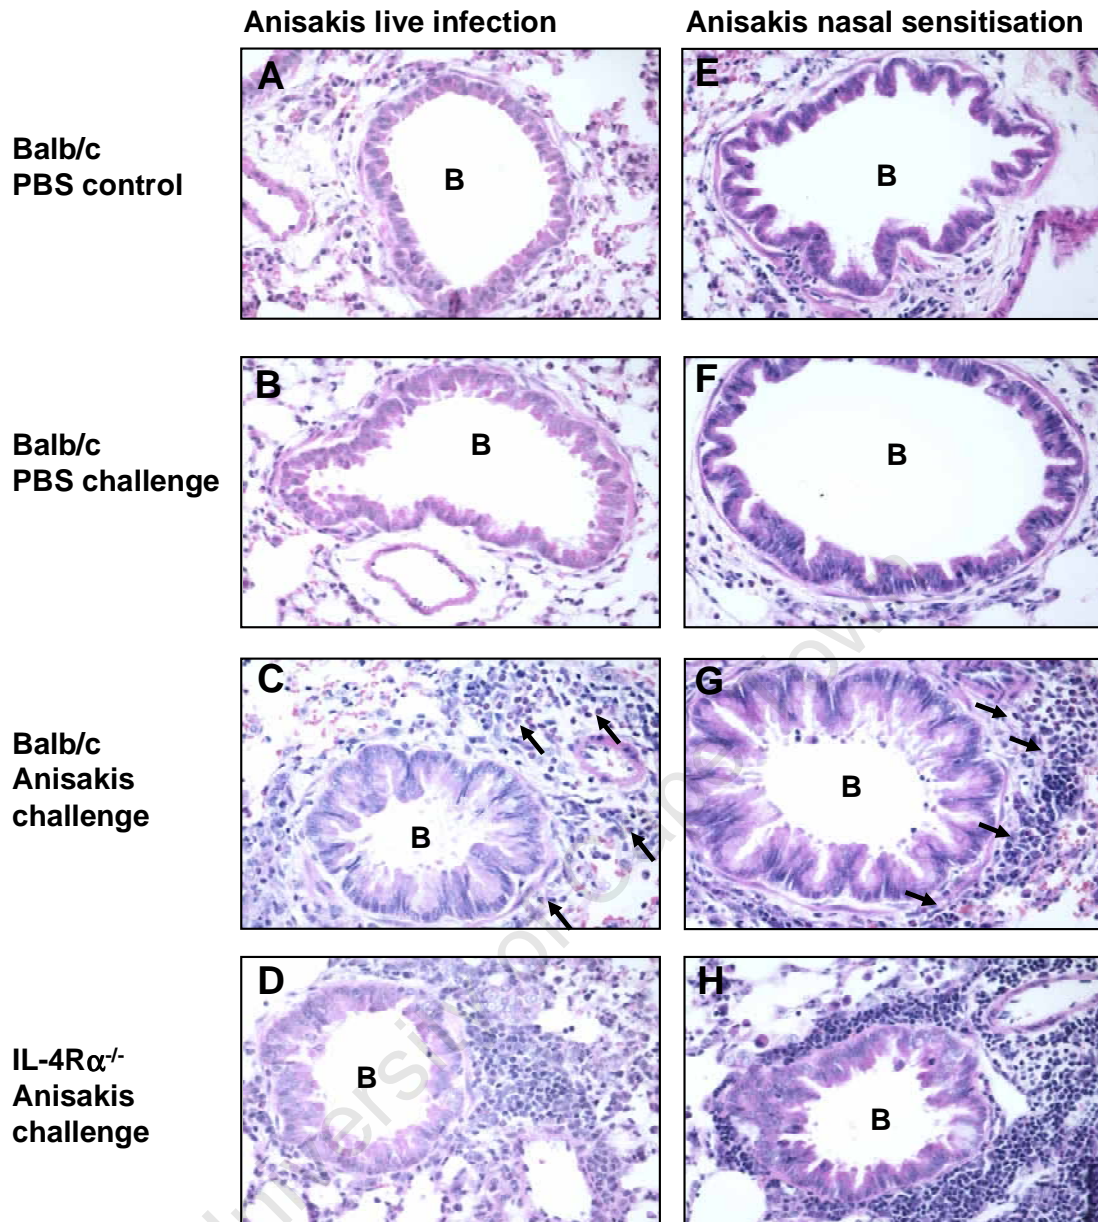 Anisakis live infection
Anisakis nasal sensitisation
Balb/c
PBS control
A
B
E
B
Balb/c
PBS challenge
B
B
F
B
Balb/c
Anisakis
challenge
C
B
G
B
IL-4Rα-/-
Anisakis
challenge
D
B
H
B